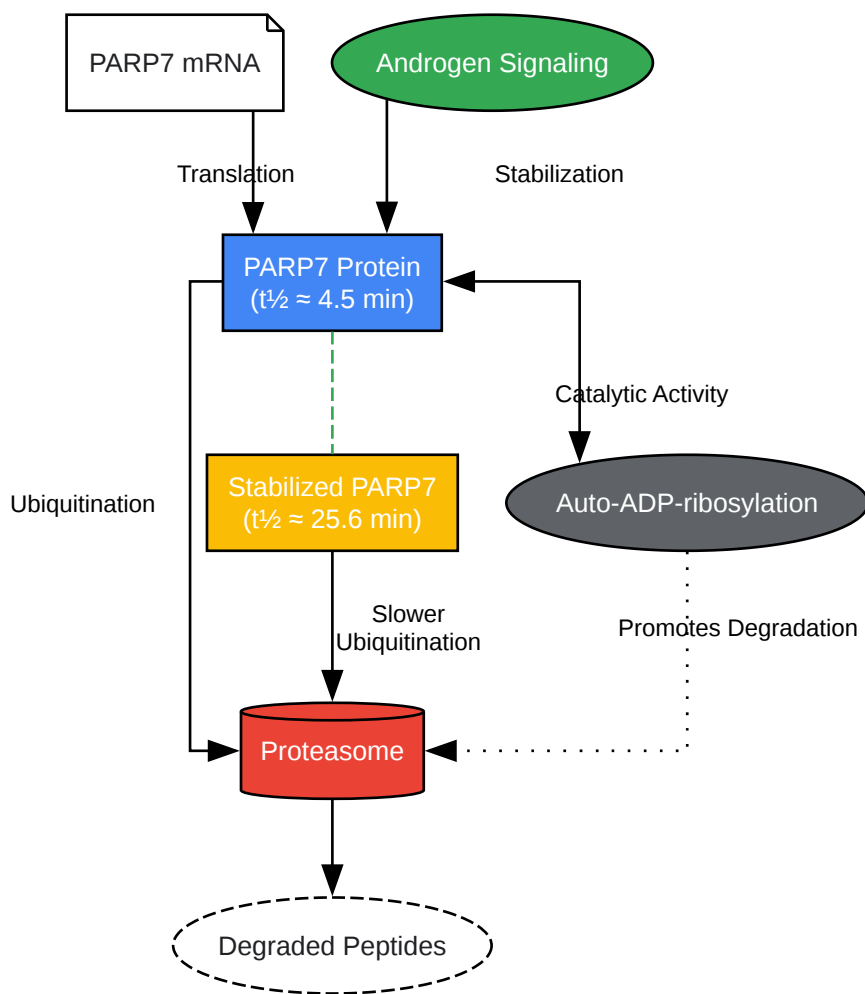 PARP7 mRNA
Androgen Signaling
Translation
Stabilization
PARP7 Protein
(t½ ≈ 4.5 min)
Catalytic Activity
Ubiquitination
Stabilized PARP7
(t½ ≈ 25.6 min)
Auto-ADP-ribosylation
Slower
Ubiquitination
Promotes Degradation
Proteasome
Degraded Peptides